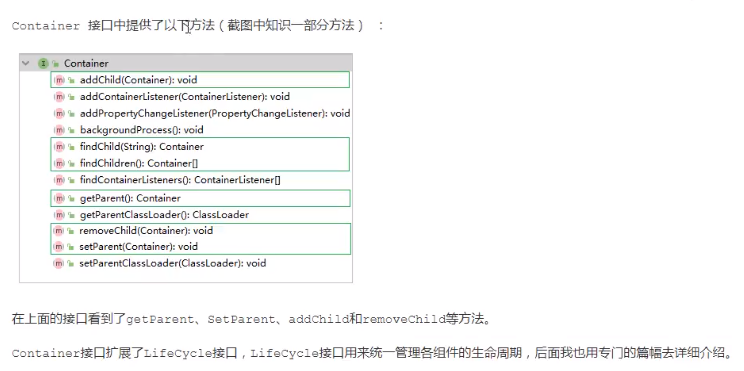 Container 接口中提供了以下方法（截图中知识一部分方法） ：
Container
addChild(Container): void
addContainerListener(ContainerListener): void
addPropertyChangeListener(PropertyChangeListener): void
backgroundProcess(): void
findChild(String): Container
findChildren(): Container[]
findContainerListeners(): ContainerListener[]
getParent(): Container
getParentClassLoader(): ClassLoader
removeChild(Container): void
setParent(Container): void
setParentClassLoader(ClassLoader): void
在上面的接口看到了getParent、SetParent、addChild和removeChild等方法。
Container接口扩展了LifeCycle接口，LifeCycle接口用来统一管理各组件的生命周期，后面我也用专门的篇幅去详细介绍。